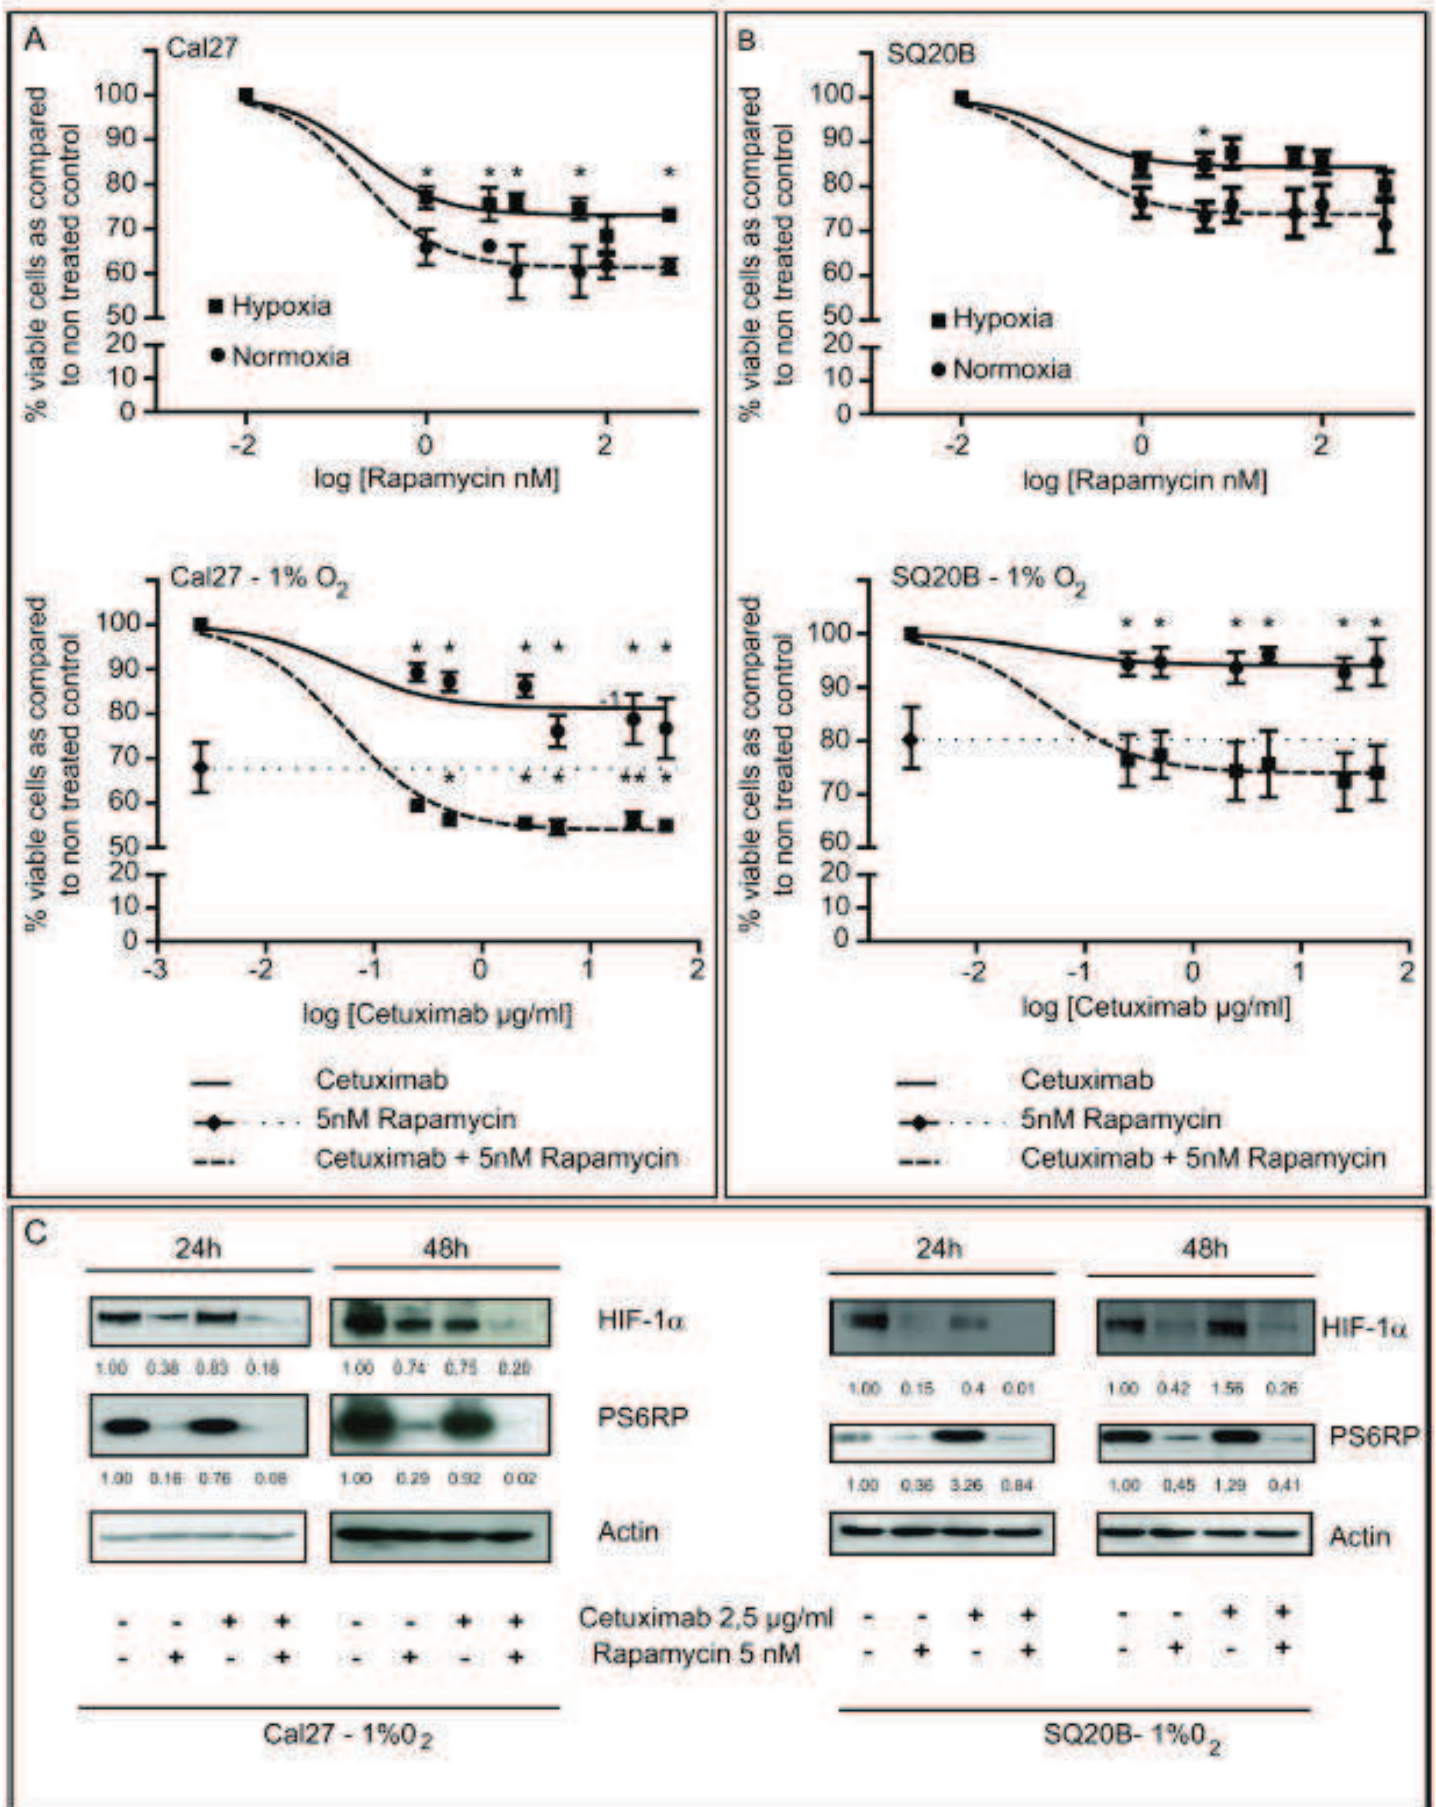 A
Cal27
% viable cells as compared
to non treated control
100
90
80
70
60
50
20
10
0
* * * * *
Hypoxia
Normoxia
-2 0 2
log [Rapamycin nM]
Cal27 - 1% O2
% viable cells as compared
to non treated control
100
90
80
70
60
50
20
10
0
* * * * * *
* * * ** *
-3 -2 -1 0 1 2
log [Cetuximab µg/ml]
Cetuximab
5nM Rapamycin
Cetuximab + 5nM Rapamycin
B
SQ20B
% viable cells as compared
to non treated control
100
90
80
70
60
50
20
10
0
*
Hypoxia
Normoxia
-2 0 2
log [Rapamycin nM]
SQ20B - 1% O2
% viable cells as compared
to non treated control
100
90
80
70
60
20
10
0
* * * * * *
-2 -1 0 1 2
log [Cetuximab µg/ml]
Cetuximab
5nM Rapamycin
Cetuximab + 5nM Rapamycin
C
24h 48h 24h 48h
HIF-1α HIF-1α
1.00 0.38 0.83 0.16 1.00 0.74 0.75 0.20 1.00 0.15 0.4 0.01 1.00 0.42 1.56 0.26
PS6RP PS6RP
1.00 0.16 0.76 0.08 1.00 0.29 0.92 0.02 1.00 0.36 3.26 0.84 1.00 0,45 1.29 0.41
Actin Actin
- - + + - - + + Cetuximab 2,5 µg/ml - - + + - - + +
- + - + - + - + Rapamycin 5 nM - + - + - + - +
Cal27 - 1%02 SQ20B- 1%02